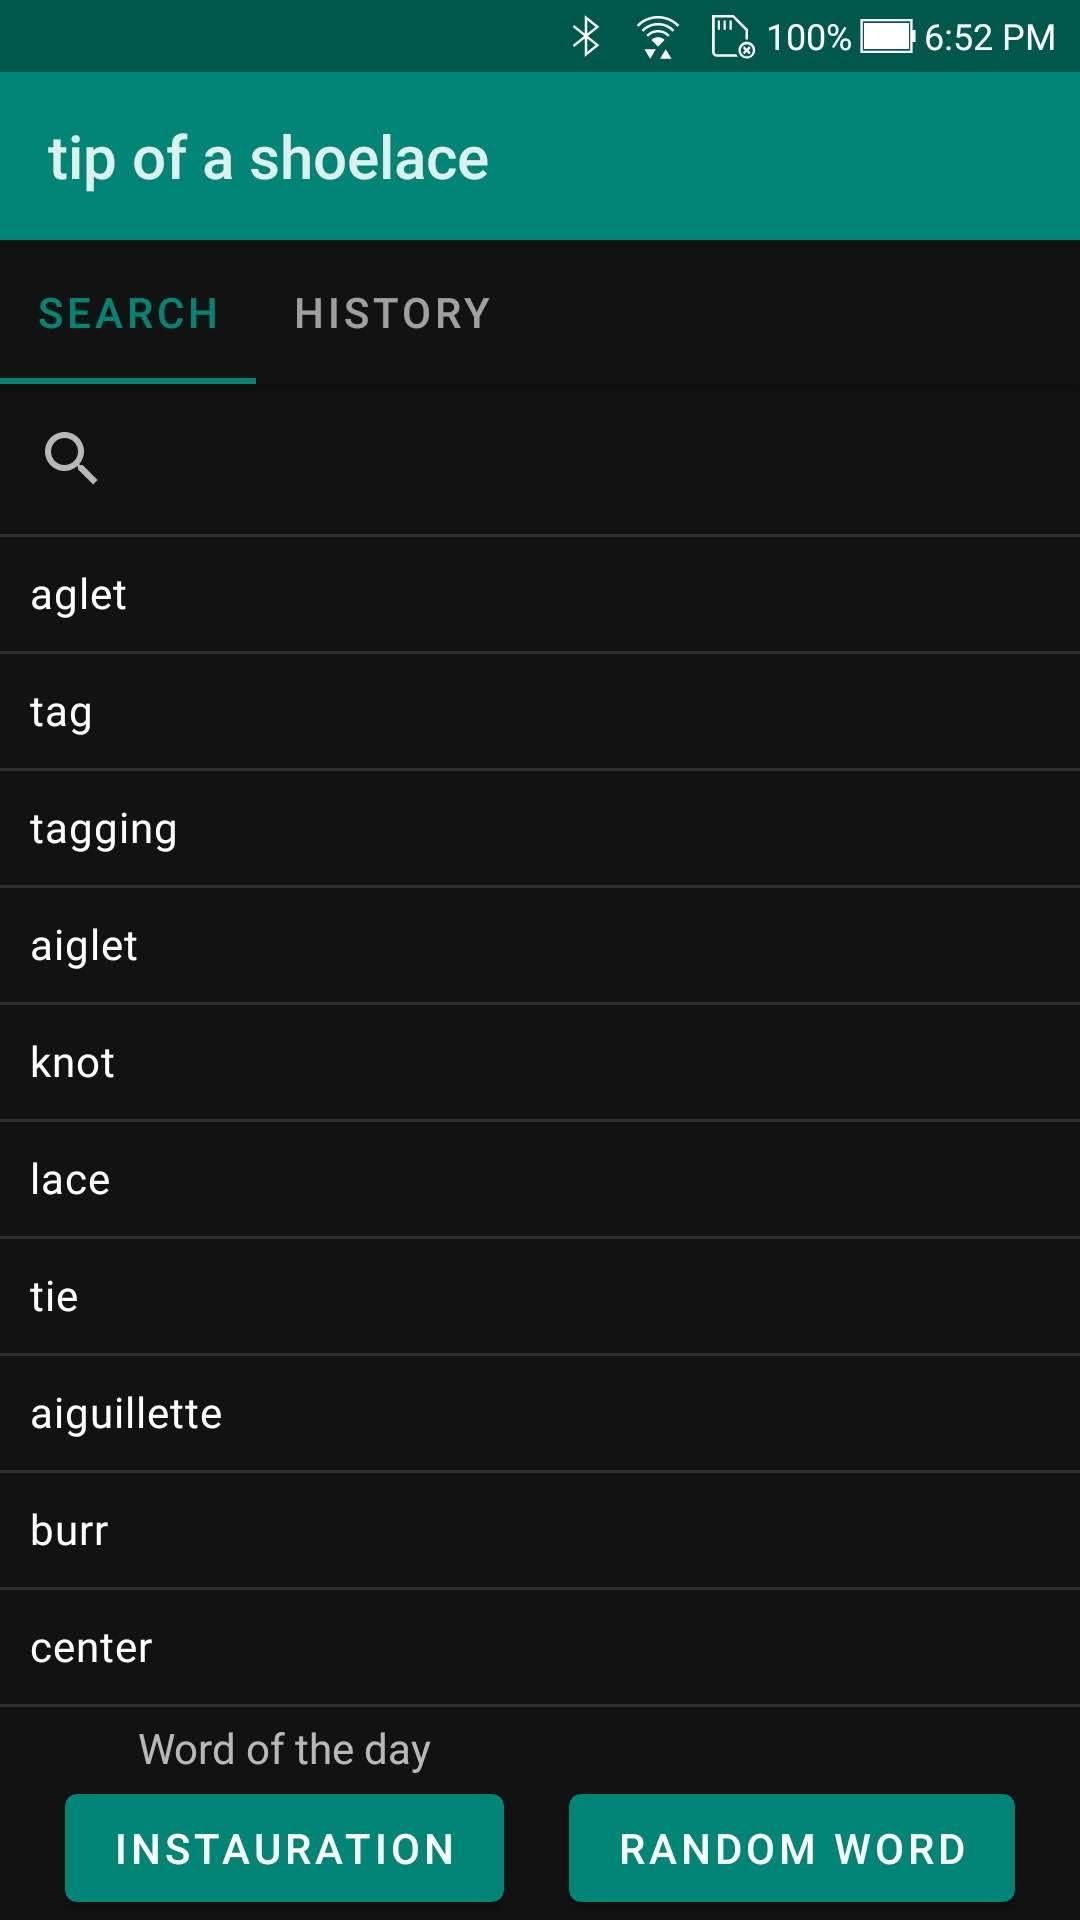 100% 6:52 PM
tip of a shoelace
SEARCH HISTORY
aglet
tag
tagging
aiglet
knot
lace
tie
aiguillette
burr
center
Word of the day
INSTAURATION RANDOM WORD